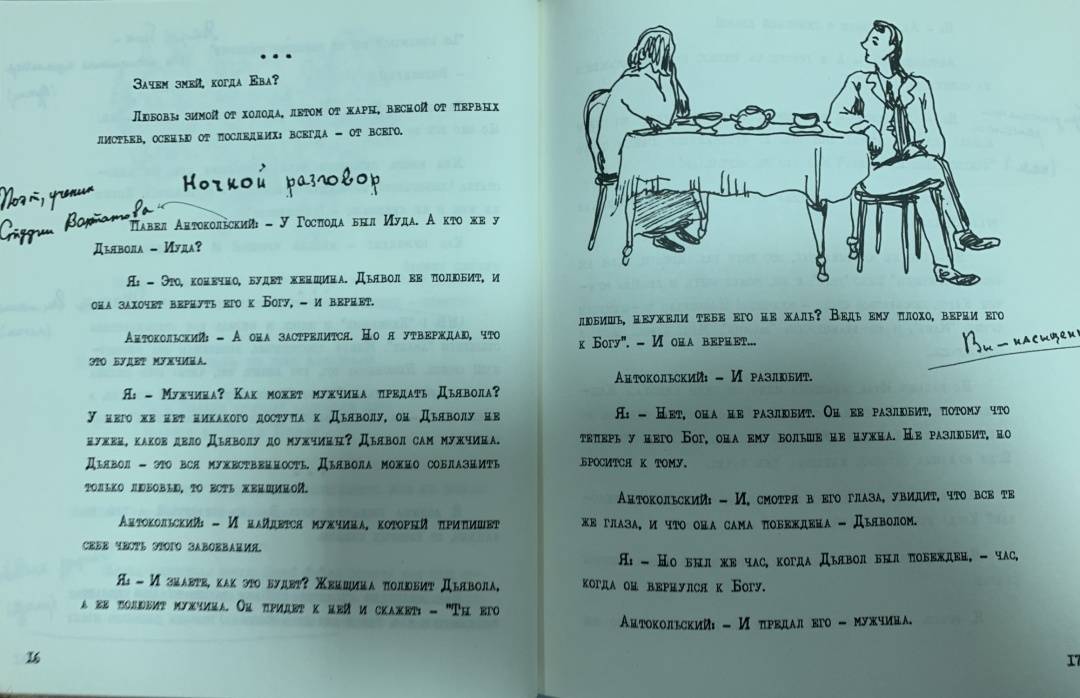 * * *
Зачем змей, когда Ева?
Любовь: зимой от холода, летом от жары, весной от первых
листьев, осенью от последних: всегда – от всего.
Ночной разговор
Поэт, ученик
Студии Вахтангова
Павел Антокольский: – У Господа был Иуда. А кто же у
Дьявола – Иуда?
Я: – Это, конечно, будет женщина. Дьявол ее полюбит, и
она захочет вернуть его к Богу, – и вернет.
Антокольский: – А она застрелится. Но я утверждаю, что
это будет мужчина.
Я: – Мужчина? Как может мужчина предать Дьявола?
У него же нет никакого доступа к Дьяволу, он Дьяволу не
нужен, какое дело Дьяволу до мужчины? Дьявол сам мужчина.
Дьявол – это вся мужественность. Дьявола можно соблазнить
только любовью, то есть женщиной.
Антокольский: – И найдется мужчина, который припишет
себе честь этого завоевания.
Я: – И знаете, как это будет? Женщина полюбит Дьявола,
а ее полюбит мужчина. Он придет к ней и скажет: – "Ты его
16
любишь, неужели тебе его не жаль? Ведь ему плохо, верни его
к Богу". – И она вернет...
Вы – насыщены
Антокольский: – И разлюбит.
Я: – Нет, она не разлюбит. Он ее разлюбит, потому что
теперь у него Бог, она ему больше не нужна. Не разлюбит, но
бросится к тому.
Антокольский: – И, смотря в его глаза, увидит, что все те
же глаза, и что она сама побеждена – Дьяволом.
Я: – Но был же час, когда Дьявол был побежден, – час,
когда он вернулся к Богу.
Антокольский: – И предал его – мужчина.
17